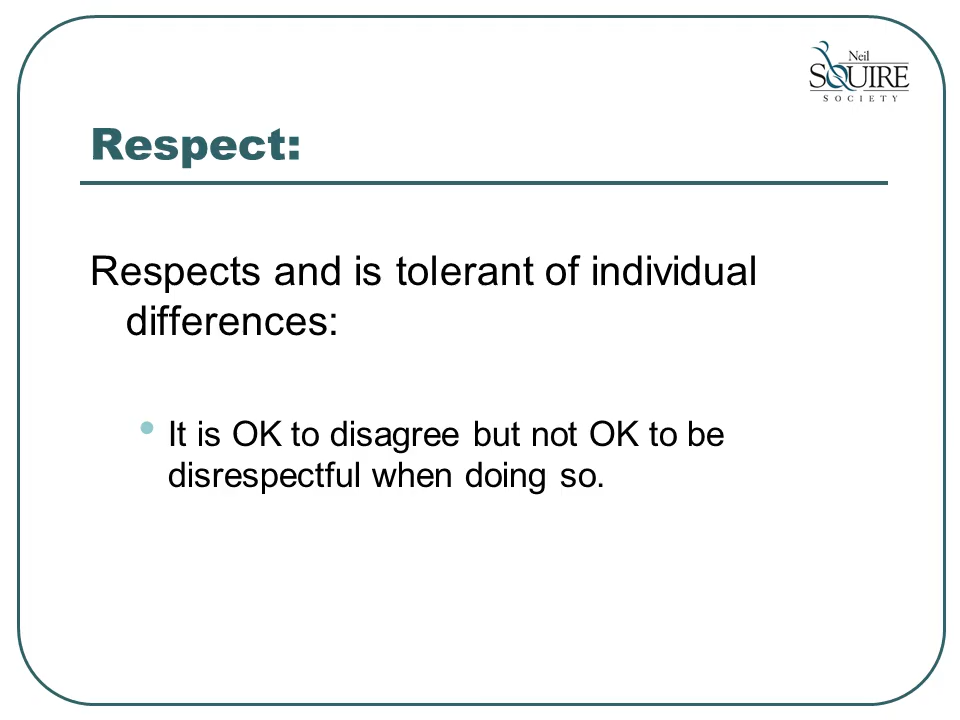 Neil
SQUIRE
SOCIETY
Respect:
Respects and is tolerant of individual
differences:
• It is OK to disagree but not OK to be
disrespectful when doing so.